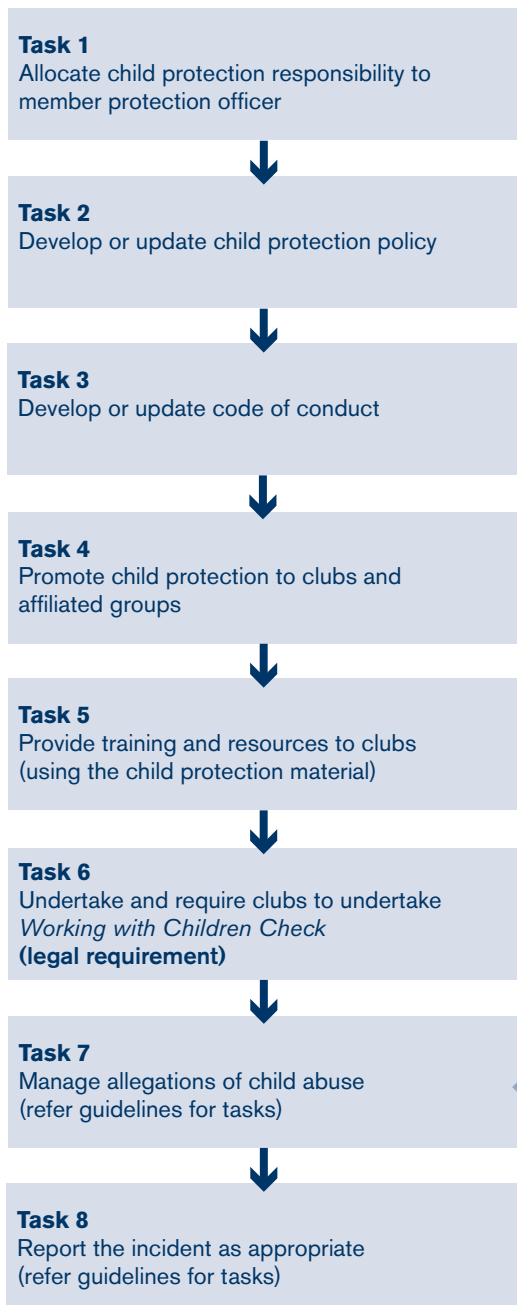 Task 1
Allocate child protection responsibility to
member protection officer
Task 2
Develop or update child protection policy
Task 3
Develop or update code of conduct
Task 4
Promote child protection to clubs and
affiliated groups
Task 5
Provide training and resources to clubs
(using the child protection material)
Task 6
Undertake and require clubs to undertake
Working with Children Check
(legal requirement)
Task 7
Manage allegations of child abuse
(refer guidelines for tasks)
Task 8
Report the incident as appropriate
(refer guidelines for tasks)